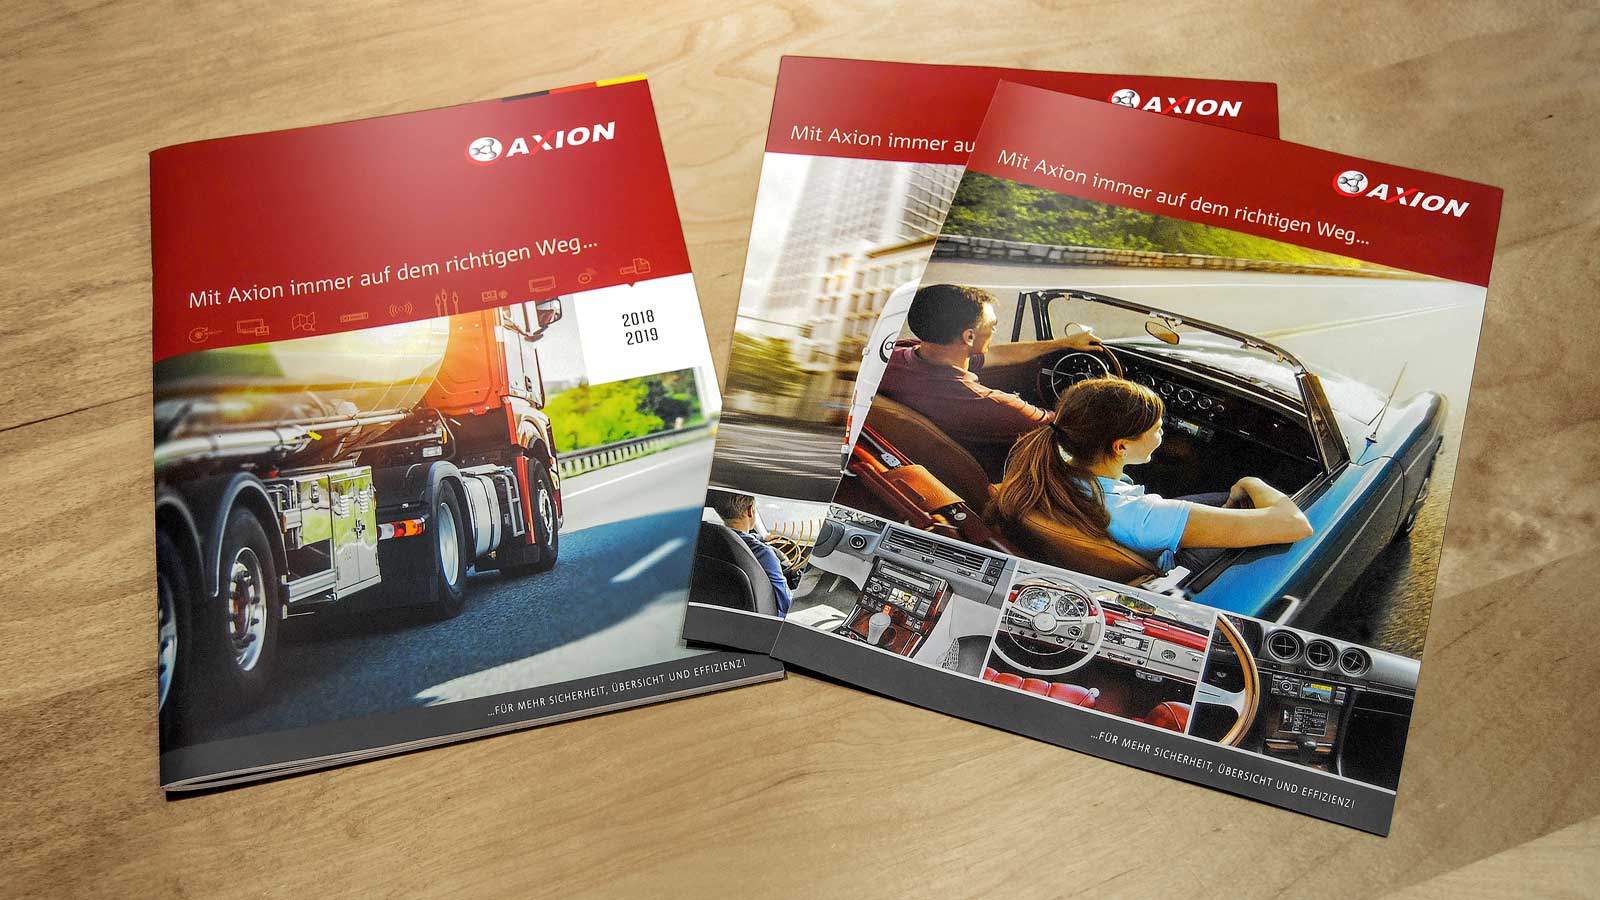 AXION
Mit Axion immer auf dem richtigen Weg...
2018
2019
...FÜR MEHR SICHERHEIT, ÜBERSICHT UND EFFIZIENZ!
AXION
Mit Axion immer au
AXION
Mit Axion immer auf dem richtigen Weg...
...FÜR MEHR SICHERHEIT, ÜBERSICHT UND EFFIZIENZ!